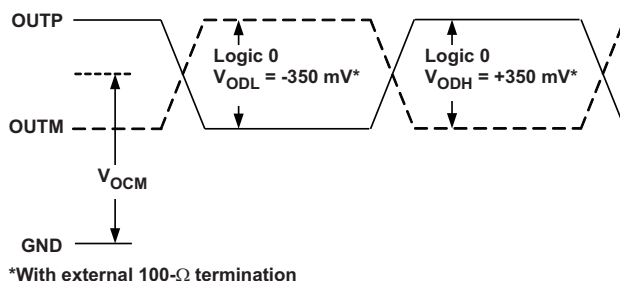 OUTP
Logic 0
V_ODL = -350 mV*
Logic 0
V_ODH = +350 mV*
OUTM
V_OCM
GND
*With external 100-Ω termination